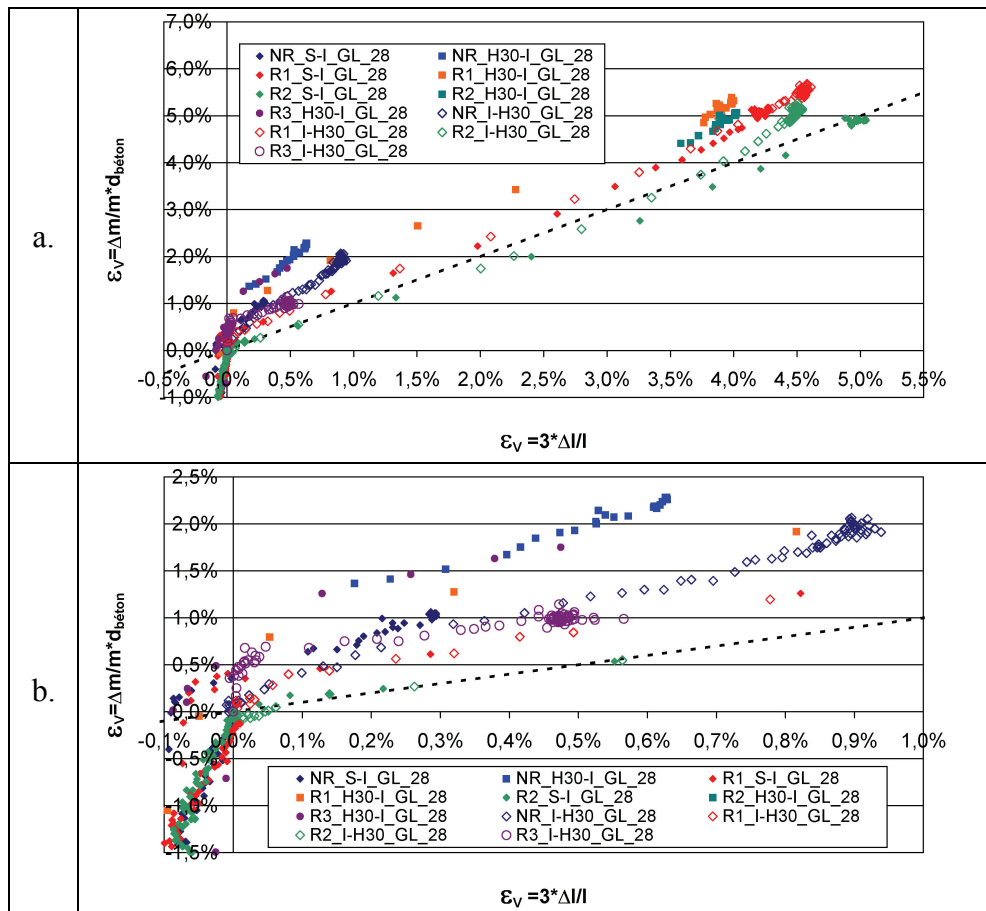 a.
7,0%
6,0%
5,0%
4,0%
3,0%
2,0%
1,0%
0,0%
-1,0%
εV=Δm/m*dbéton
NR_S-I_GL_28
NR_H30-I_GL_28
R1_S-I_GL_28
R1_H30-I_GL_28
R2_S-I_GL_28
R2_H30-I_GL_28
R3_H30-I_GL_28
NR_I-H30_GL_28
R1_I-H30_GL_28
R2_I-H30_GL_28
R3_I-H30_GL_28
-0,5% 0,0% 0,5% 1,0% 1,5% 2,0% 2,5% 3,0% 3,5% 4,0% 4,5% 5,0% 5,5%
εV =3*Δl/l
b.
2,5%
2,0%
1,5%
1,0%
0,5%
0,0%
-0,5%
-1,0%
-1,5%
εV=Δm/m*dbéton
-0,1% 0,0% 0,1% 0,2% 0,3% 0,4% 0,5% 0,6% 0,7% 0,8% 0,9% 1,0%
NR_S-I_GL_28 NR_H30-I_GL_28 R1_S-I_GL_28
R1_H30-I_GL_28 R2_S-I_GL_28 R2_H30-I_GL_28
R3_H30-I_GL_28 NR_I-H30_GL_28 R1_I-H30_GL_28
R2_I-H30_GL_28 R3_I-H30_GL_28
εV =3*Δl/l